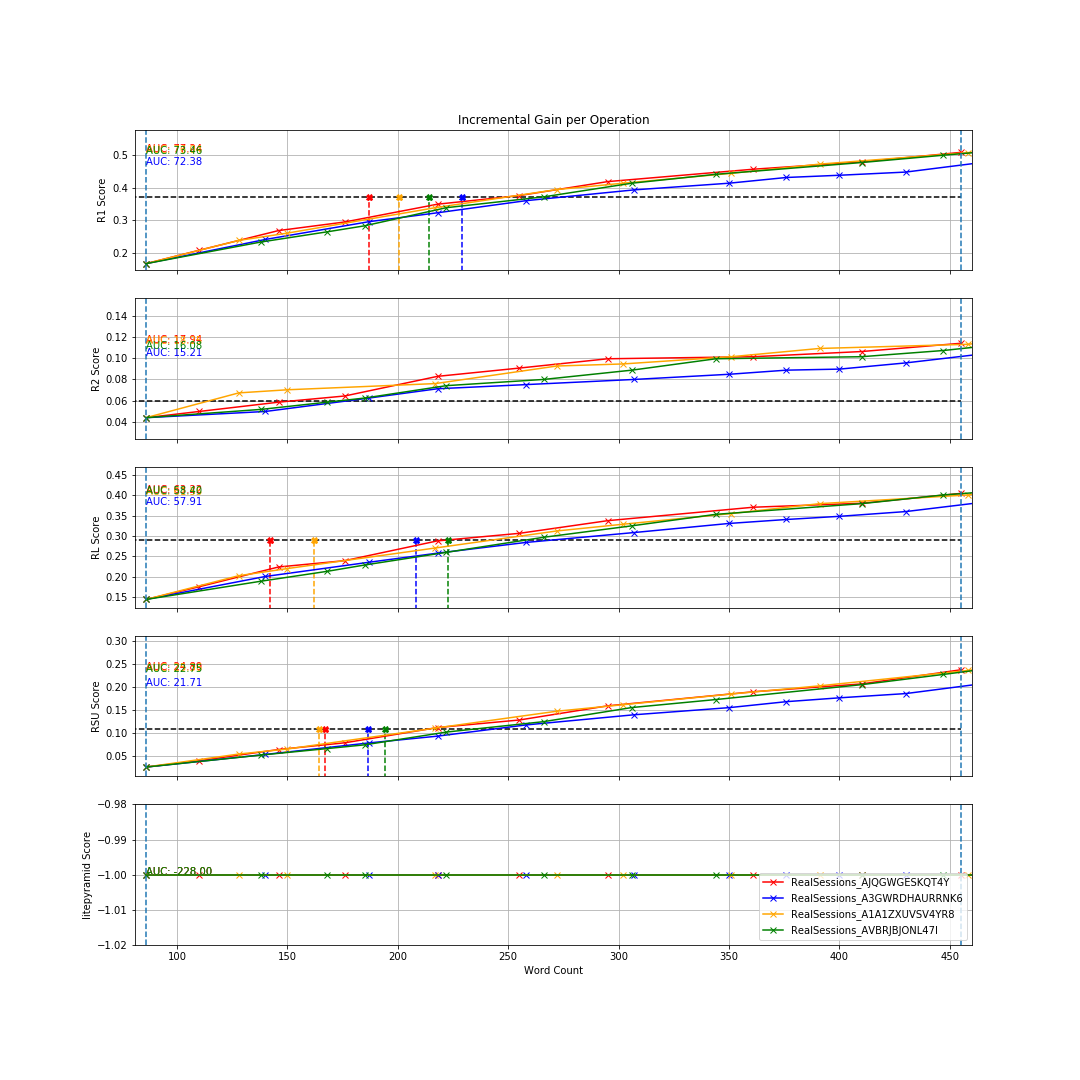 Incremental Gain per Operation
R1 Score
0.5
0.4
0.3
0.2
AUC: 72.38
R2 Score
0.14
0.12
0.10
0.08
0.06
0.04
AUC: 15.21
RL Score
0.45
0.40
0.35
0.30
0.25
0.20
0.15
AUC: 57.91
RSU Score
0.30
0.25
0.20
0.15
0.10
0.05
AUC: 21.71
litepyramid Score
−0.98
−0.99
−1.00
−1.01
−1.02
AUC: -228.00
RealSessions_AJQGWGESKQT4Y
RealSessions_A3GWRDHAURRNK6
RealSessions_A1A1ZXUVSV4YR8
RealSessions_AVBRJBJONL47I
100 150 200 250 300 350 400 450
Word Count